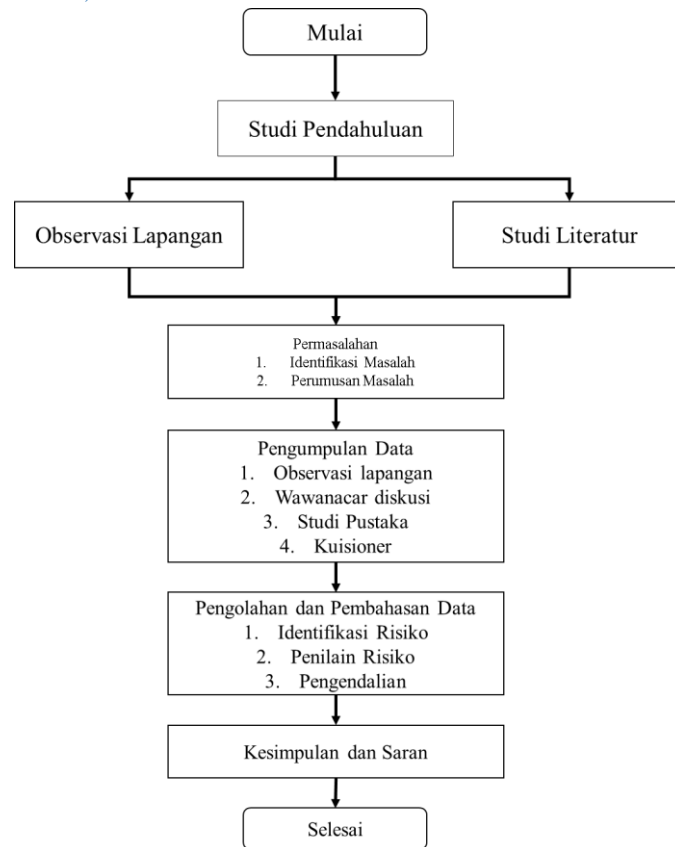 Mulai
Studi Pendahuluan
Observasi Lapangan
Studi Literatur
Permasalahan
1. Identifikasi Masalah
2. Perumusan Masalah
Pengumpulan Data
1. Observasi lapangan
2. Wawanacar diskusi
3. Studi Pustaka
4. Kuisioner
Pengolahan dan Pembahasan Data
1. Identifikasi Risiko
2. Penilain Risiko
3. Pengendalian
Kesimpulan dan Saran
Selesai